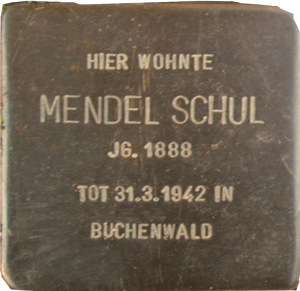 HIER WOHNTE
MENDEL SCHUL
JG. 1888
TOT 31.3.1942 IN
BUCHENWALD